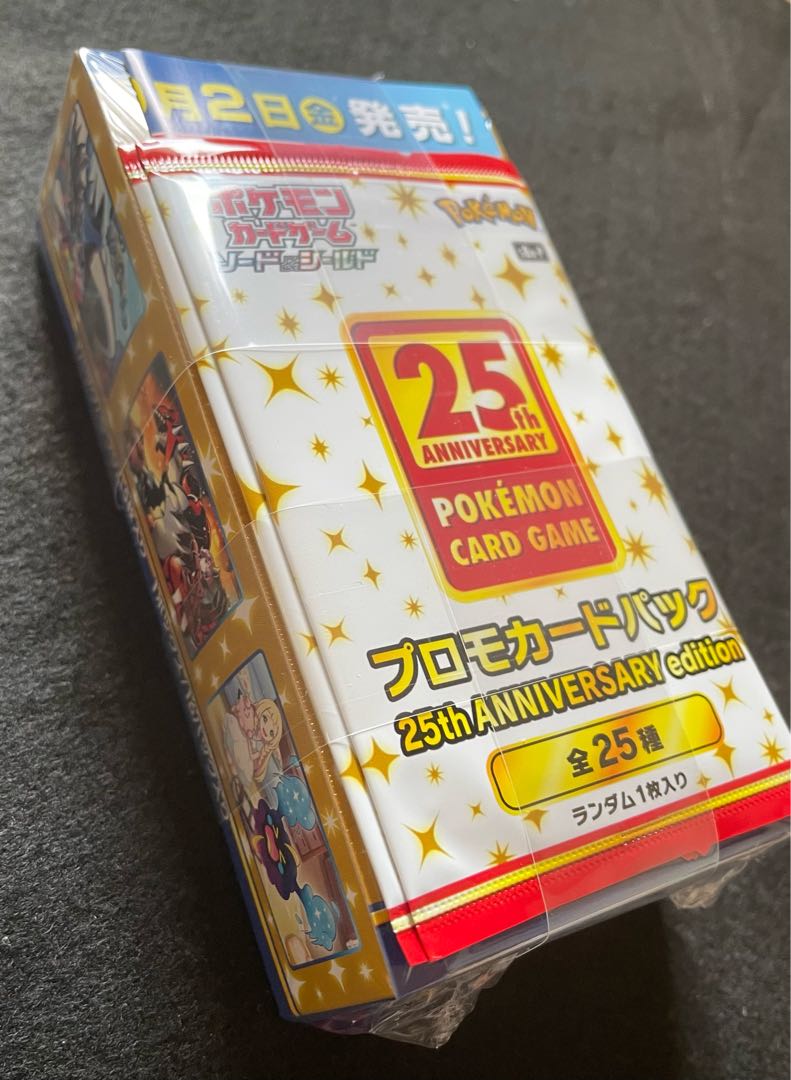 月2日㊎発売！
ポケモン
カードゲーム
ソード&シールド
POKÉMON
25th
ANNIVERSARY
POKÉMON
CARD GAME
プロモカードパック
25th ANNIVERSARY edition
全25種
ランダム1枚入り